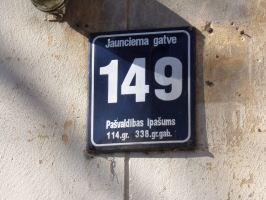 Jaunciema gatve
149
Pašvaldības īpašums
114.gr. 338.gr.gab.